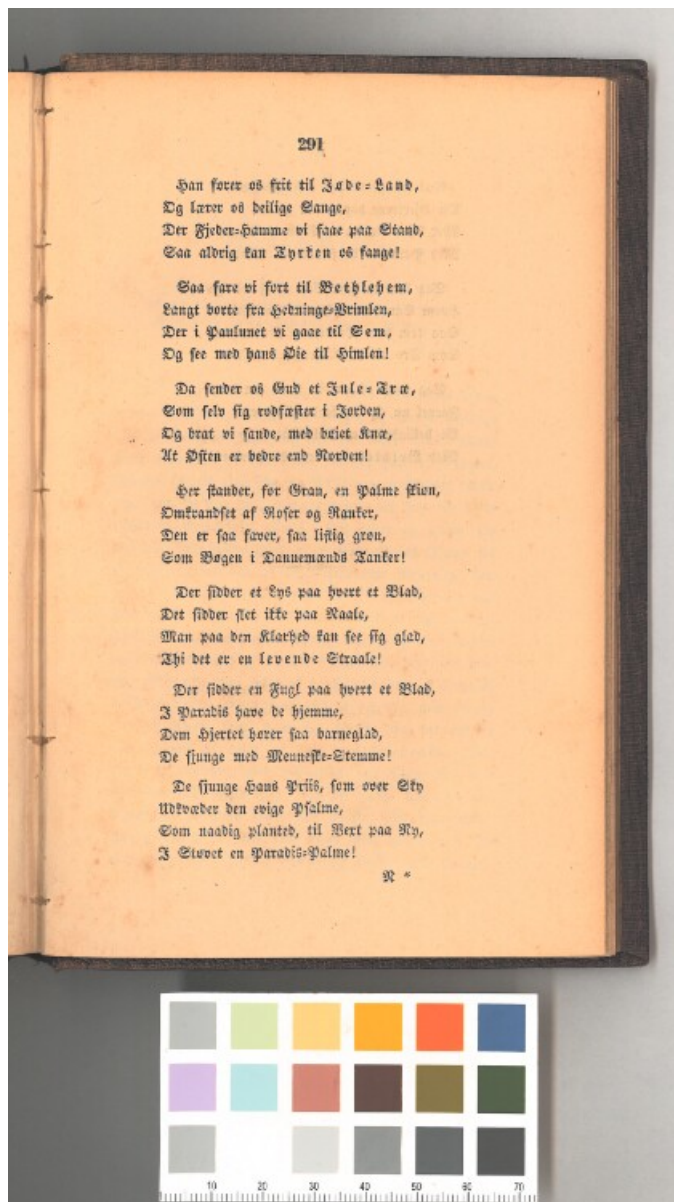 291
Han fører os frit til Jøde-Land,
Og lærer os deilige Sange,
Der Fjeder-Hamme vi faae paa Stand,
Saa aldrig kan Tyrken os fange!
Saa fare vi fort til Bethlehem,
Langt borte fra Hedninge-Vrimlen,
Der i Paulunet vi gaae til Sem,
Og see med hans Øie til Himlen!
Da sender os Gud et Jule-Træ,
Som selv sig rodfæster i Jorden,
Og brat vi sande, med bøiet Knæ,
At Østen er bedre end Norden!
Her stander, for Gran, en Palme skiøn,
Omkrandset af Roser og Ranker,
Den er saa faver, saa liflig grøn,
Som Bøgen i Dannemænds Tanker!
Der sidder et Lys paa hvert et Blad,
Det sidder slet ikke paa Naale,
Man paa den Klarhed kan see sig glad,
Thi det er en levende Straale!
Der sidder en Fugl paa hvert et Blad,
I Paradis have de hjemme,
Dem Hjertet hører saa barneglad,
De sjunge med Menneske-Stemme!
De sjunge Hans Priis, som over Sky
Udkvæder den evige Psalme,
Som naadig planted, til Vext paa Ny,
I Støvet en Paradis-Palme!
N *
10 20 30 40 50 60 70